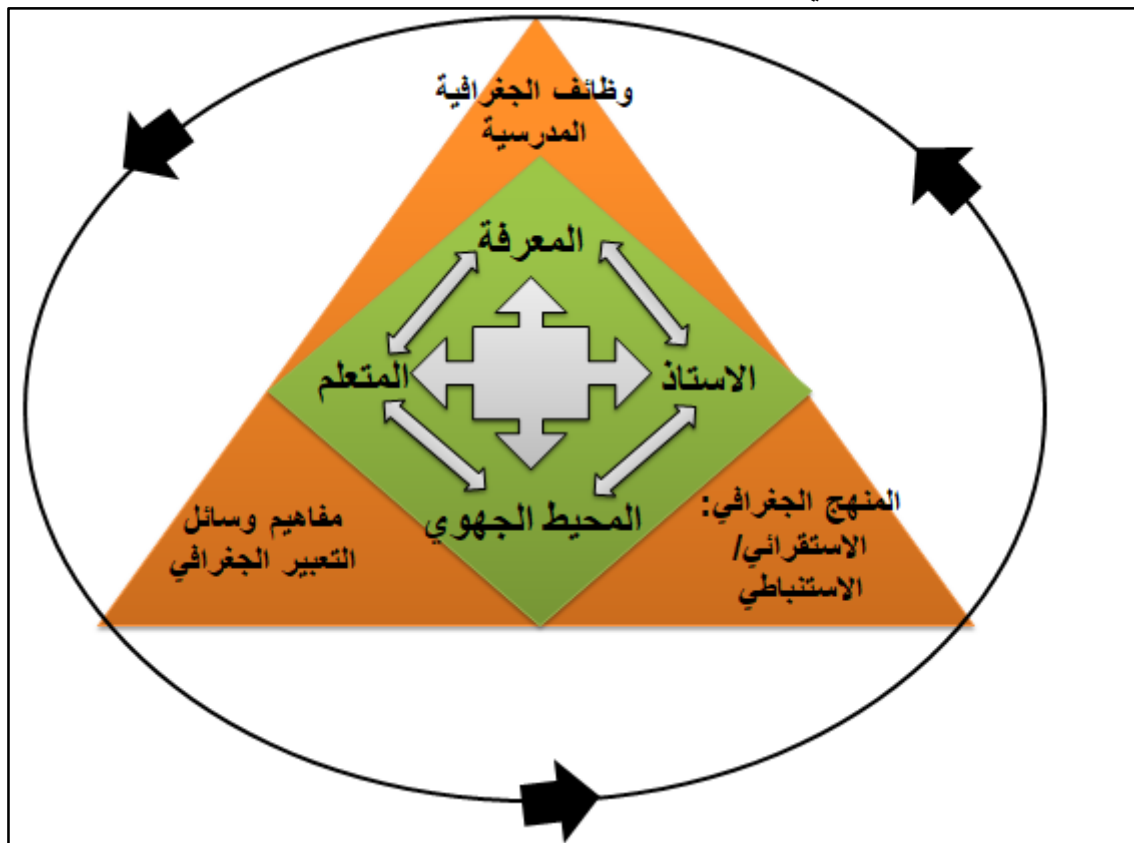 وظائف الجغرافية
المدرسية
المعرفة
الاستاذ
المتعلم
المحيط الجهوي
المنهج الجغرافي:
الاستقرائي/
الاستنباطي
مفاهيم وسائل
التعبير الجغرافي